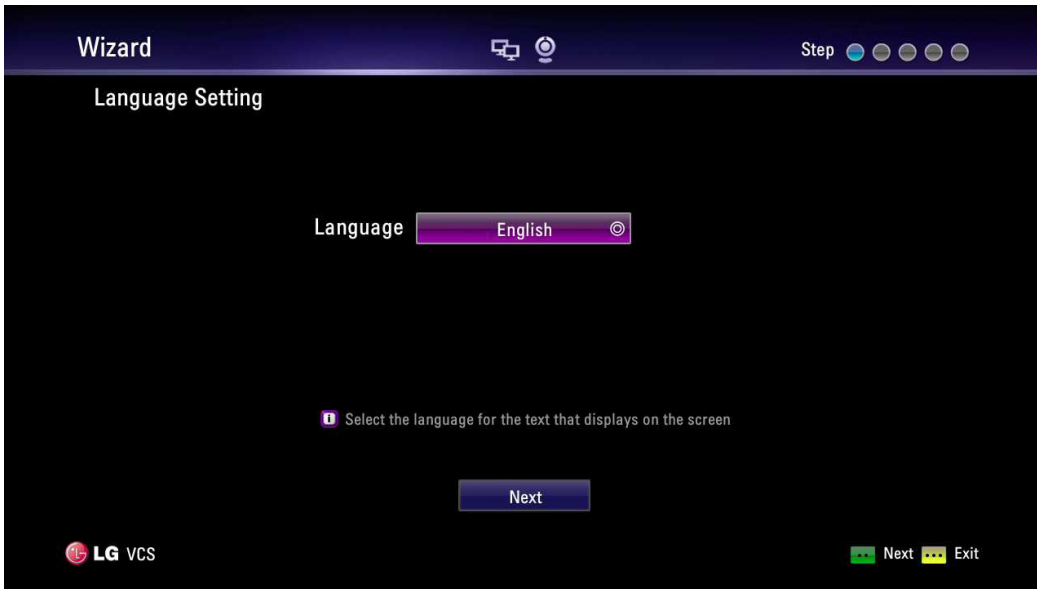 Wizard
Step
Language Setting
Language English
Select the language for the text that displays on the screen
Next
LG VCS
Next Exit